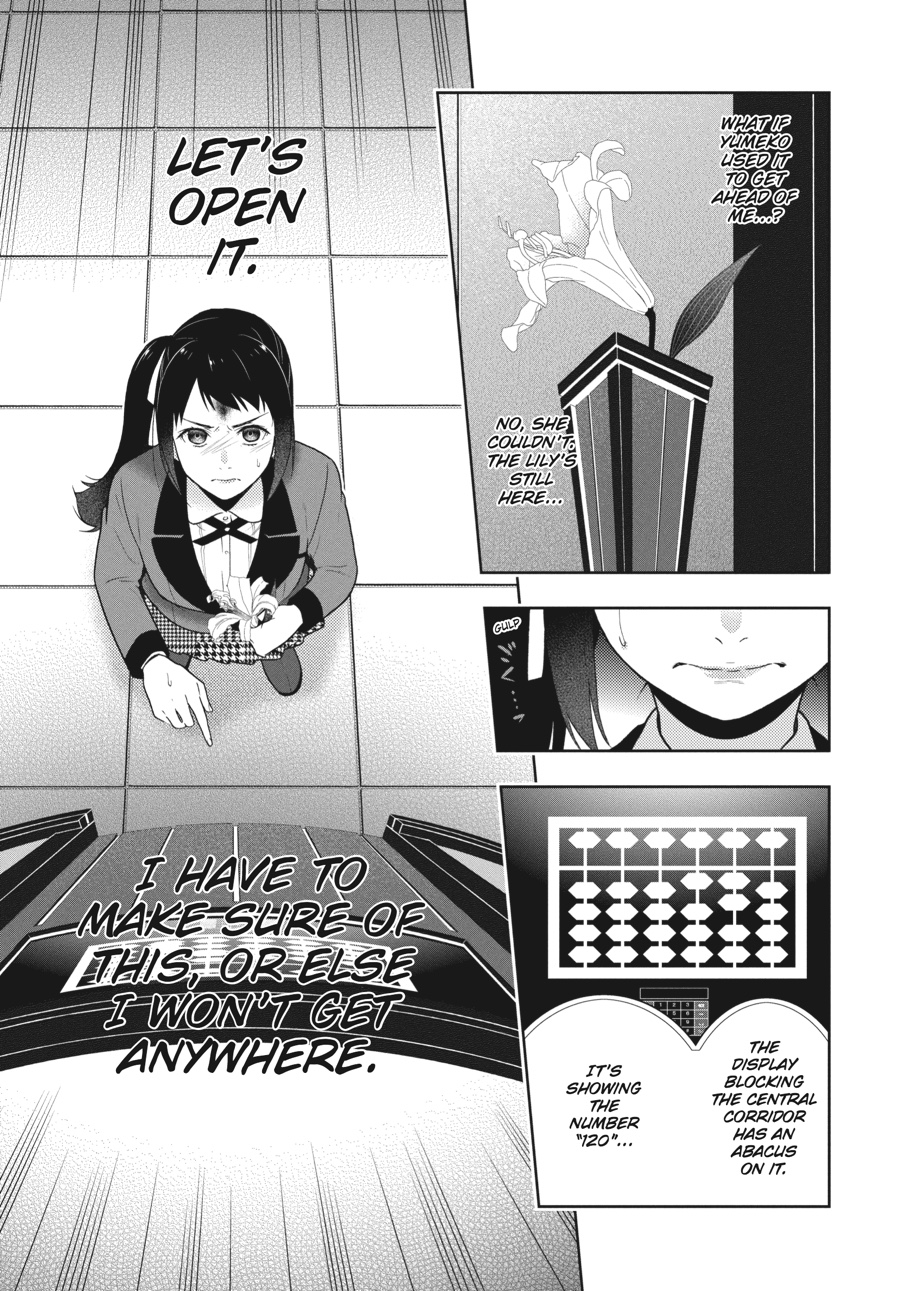 WHAT IF
YUMEKO
USED IT
TO GET
AHEAD OF
ME...?
NO, SHE
COULDN'T.
THE LILY'S
STILL
HERE...
GULP
THE
DISPLAY
BLOCKING
THE CENTRAL
CORRIDOR
HAS AN
ABACUS
ON IT.
IT'S
SHOWING
THE
NUMBER
"120"...
LET'S
OPEN
IT.
I HAVE TO
MAKE SURE OF
THIS, OR ELSE
I WON'T GET
ANYWHERE.